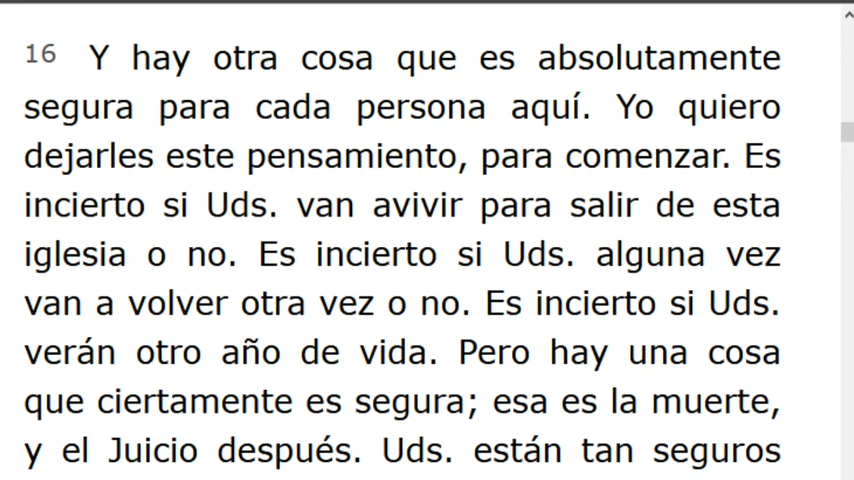 16 Y hay otra cosa que es absolutamente
segura para cada persona aquí. Yo quiero
dejarles este pensamiento, para comenzar. Es
incierto si Uds. van avivir para salir de esta
iglesia o no. Es incierto si Uds. alguna vez
van a volver otra vez o no. Es incierto si Uds.
verán otro año de vida. Pero hay una cosa
que ciertamente es segura; esa es la muerte,
y el Juicio después. Uds. están tan seguros